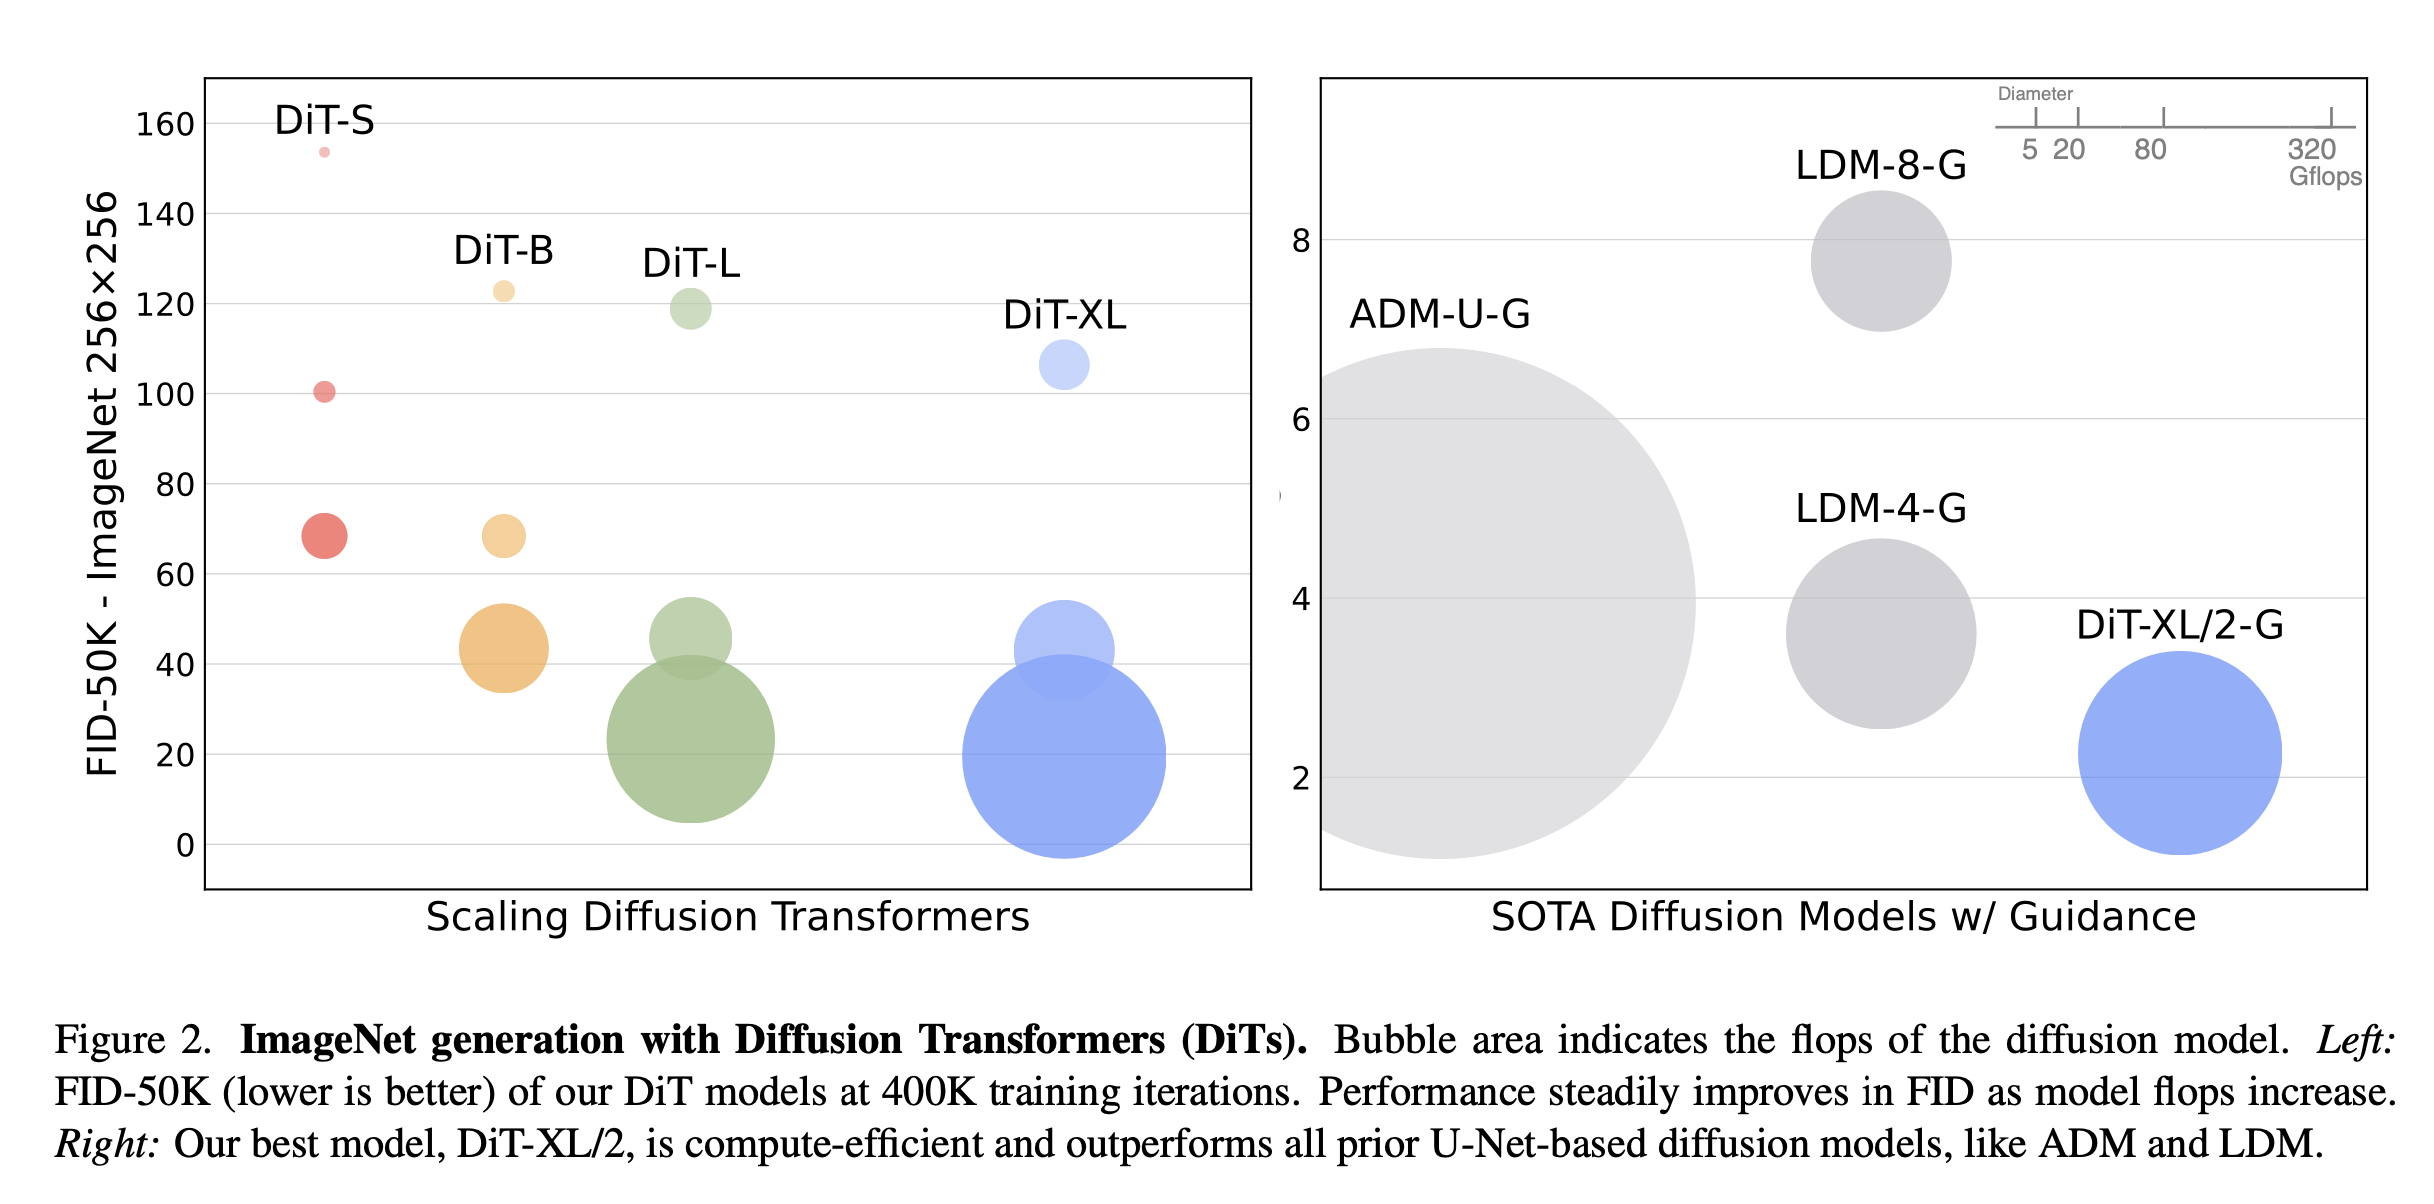 160
140
120
100
80
60
40
20
0
FID-50K - ImageNet 256×256
DiT-S
DiT-B
DiT-L
DiT-XL
Scaling Diffusion Transformers
8
6
4
2
Diameter
5 20 80 320
Gflops
LDM-8-G
ADM-U-G
LDM-4-G
DiT-XL/2-G
SOTA Diffusion Models w/ Guidance
Figure 2. ImageNet generation with Diffusion Transformers (DiTs). Bubble area indicates the flops of the diffusion model. Left:
FID-50K (lower is better) of our DiT models at 400K training iterations. Performance steadily improves in FID as model flops increase.
Right: Our best model, DiT-XL/2, is compute-efficient and outperforms all prior U-Net-based diffusion models, like ADM and LDM.